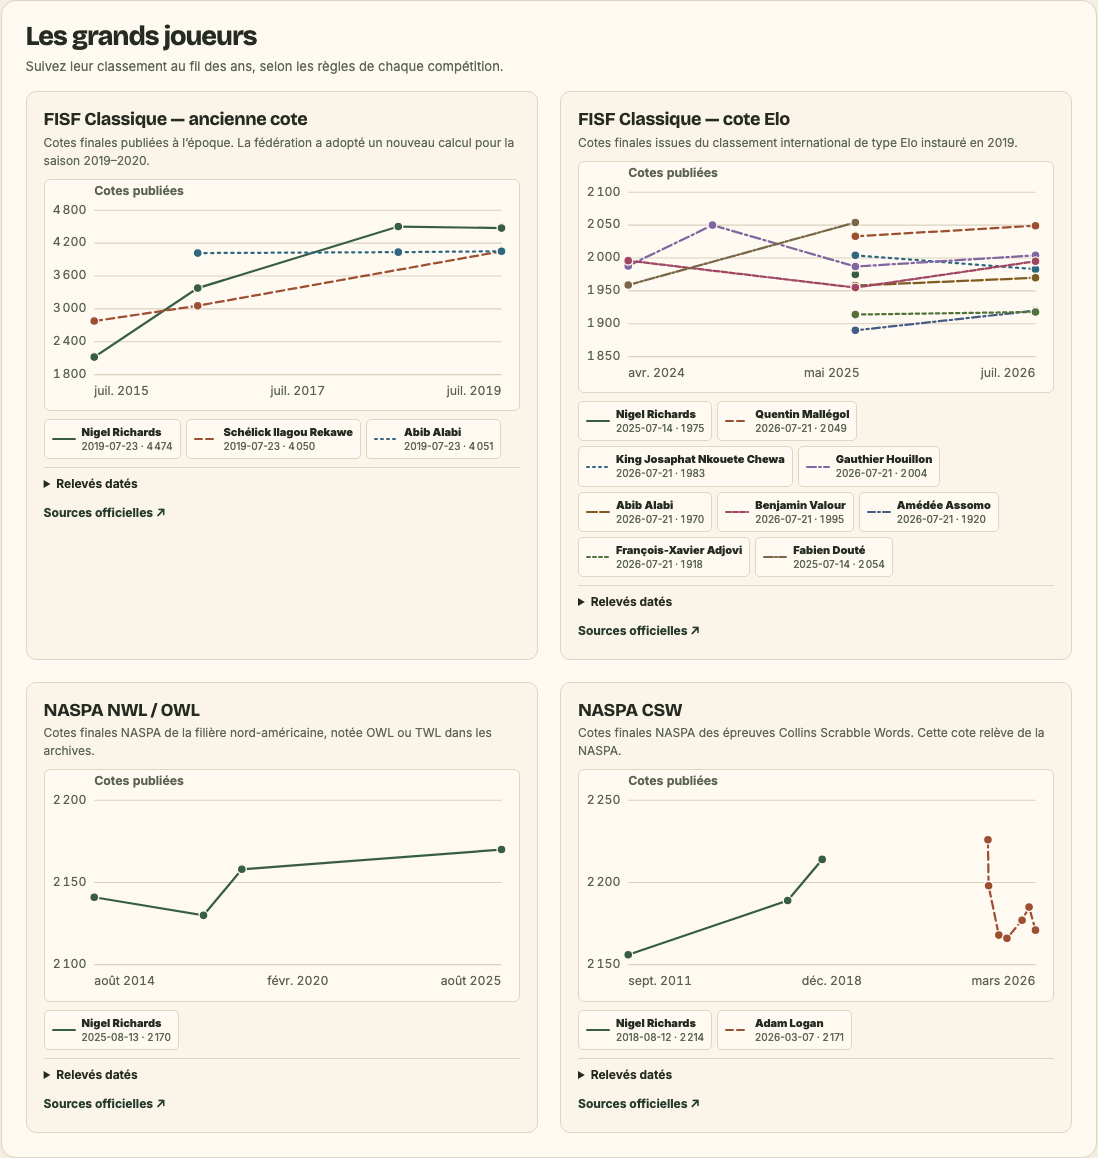 Les grands joueurs
Suivez leur classement au fil des ans, selon les règles de chaque compétition.
FISF Classique — ancienne cote
Cotes finales publiées à l’époque. La fédération a adopté un nouveau calcul pour la
saison 2019–2020.
Cotes publiées
4 800
4 200
3 600
3 000
2 400
1 800
juil. 2015
juil. 2017
juil. 2019
Nigel Richards
2019-07-23 · 4 474
Schélick Ilagou Rekawe
2019-07-23 · 4 050
Abib Alabi
2019-07-23 · 4 051
▶ Relevés datés
Sources officielles ↗
FISF Classique — cote Elo
Cotes finales issues du classement international de type Elo instauré en 2019.
Cotes publiées
2 100
2 050
2 000
1 950
1 900
1 850
avr. 2024
mai 2025
juil. 2026
Nigel Richards
2025-07-14 · 1 975
Quentin Mallégol
2026-07-21 · 2 049
King Josaphat Nkouete Chewa
2026-07-21 · 1 983
Gauthier Houillon
2026-07-21 · 2 004
Abib Alabi
2026-07-21 · 1 970
Benjamin Valour
2026-07-21 · 1 995
Amédée Assomo
2026-07-21 · 1 920
François-Xavier Adjovi
2026-07-21 · 1 918
Fabien Douté
2025-07-14 · 2 054
▶ Relevés datés
Sources officielles ↗
NASPA NWL / OWL
Cotes finales NASPA de la filière nord-américaine, notée OWL ou TWL dans les
archives.
Cotes publiées
2 200
2 150
2 100
août 2014
févr. 2020
août 2025
Nigel Richards
2025-08-13 · 2 170
▶ Relevés datés
Sources officielles ↗
NASPA CSW
Cotes finales NASPA des épreuves Collins Scrabble Words. Cette cote relève de la
NASPA.
Cotes publiées
2 250
2 200
2 150
sept. 2011
déc. 2018
mars 2026
Nigel Richards
2018-08-12 · 2 214
Adam Logan
2026-03-07 · 2 171
▶ Relevés datés
Sources officielles ↗